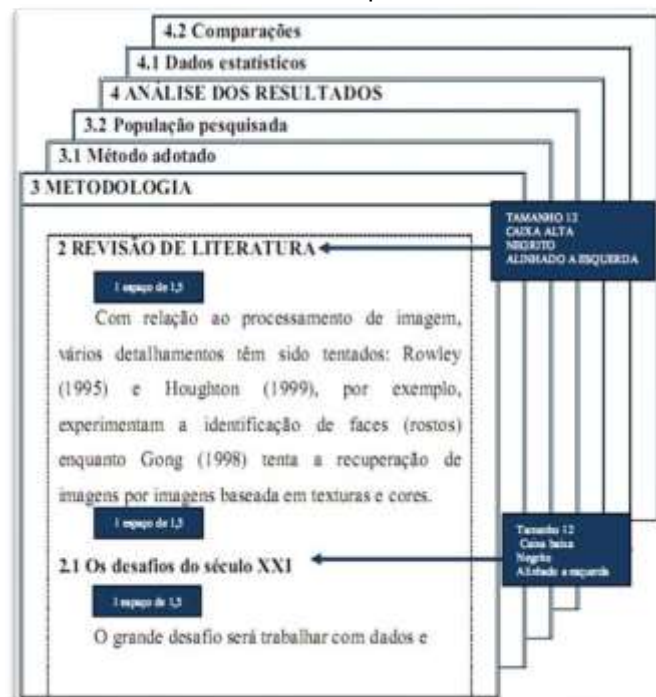 4.2 Comparações
4.1 Dados estatísticos
4 ANÁLISE DOS RESULTADOS
3.2 População pesquisada
3.1 Método adotado
3 METODOLOGIA
TAMANHO 12
CAIXA ALTA
NEGRITO
ALINHADO A ESQUERDA
2 REVISÃO DE LITERATURA
1 espaço de 1,5
Com relação ao processamento de imagem,
vários detalhamentos têm sido tentados: Rowley
(1995) e Houghton (1999), por exemplo,
experimentam a identificação de faces (rostos)
enquanto Gong (1998) tenta a recuperação de
imagens por imagens baseada em texturas e cores.
1 espaço de 1,5
Tamanho 12
Caixa baixa
Negrito
Alinhado a esquerda
2.1 Os desafios do século XXI
1 espaço de 1,5
O grande desafio será trabalhar com dados e